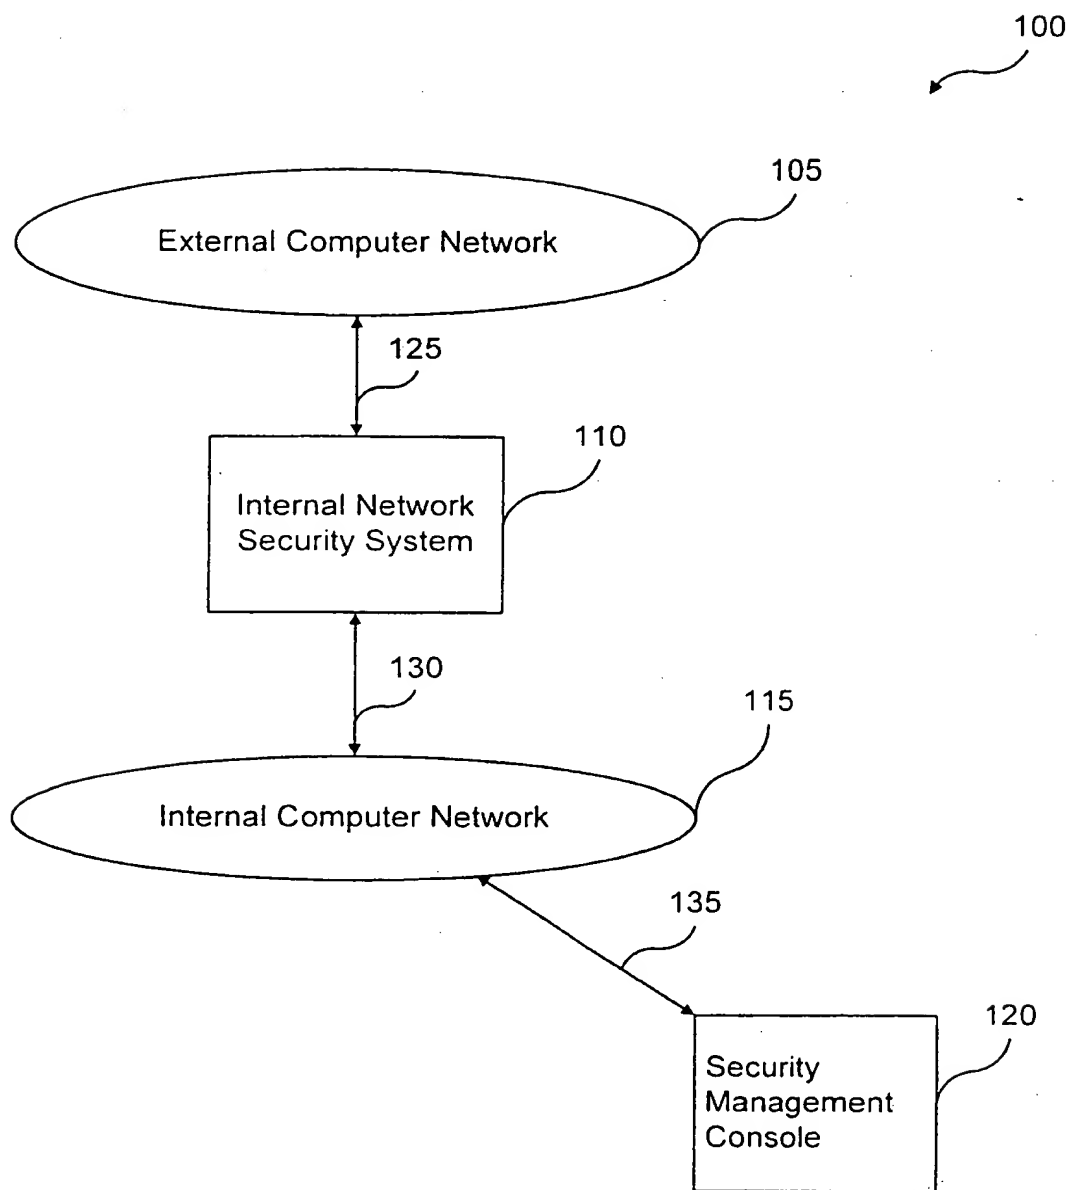 100
105
External Computer Network
125
110
Internal Network
Security System
130
115
Internal Computer Network
135
120
Security
Management
Console